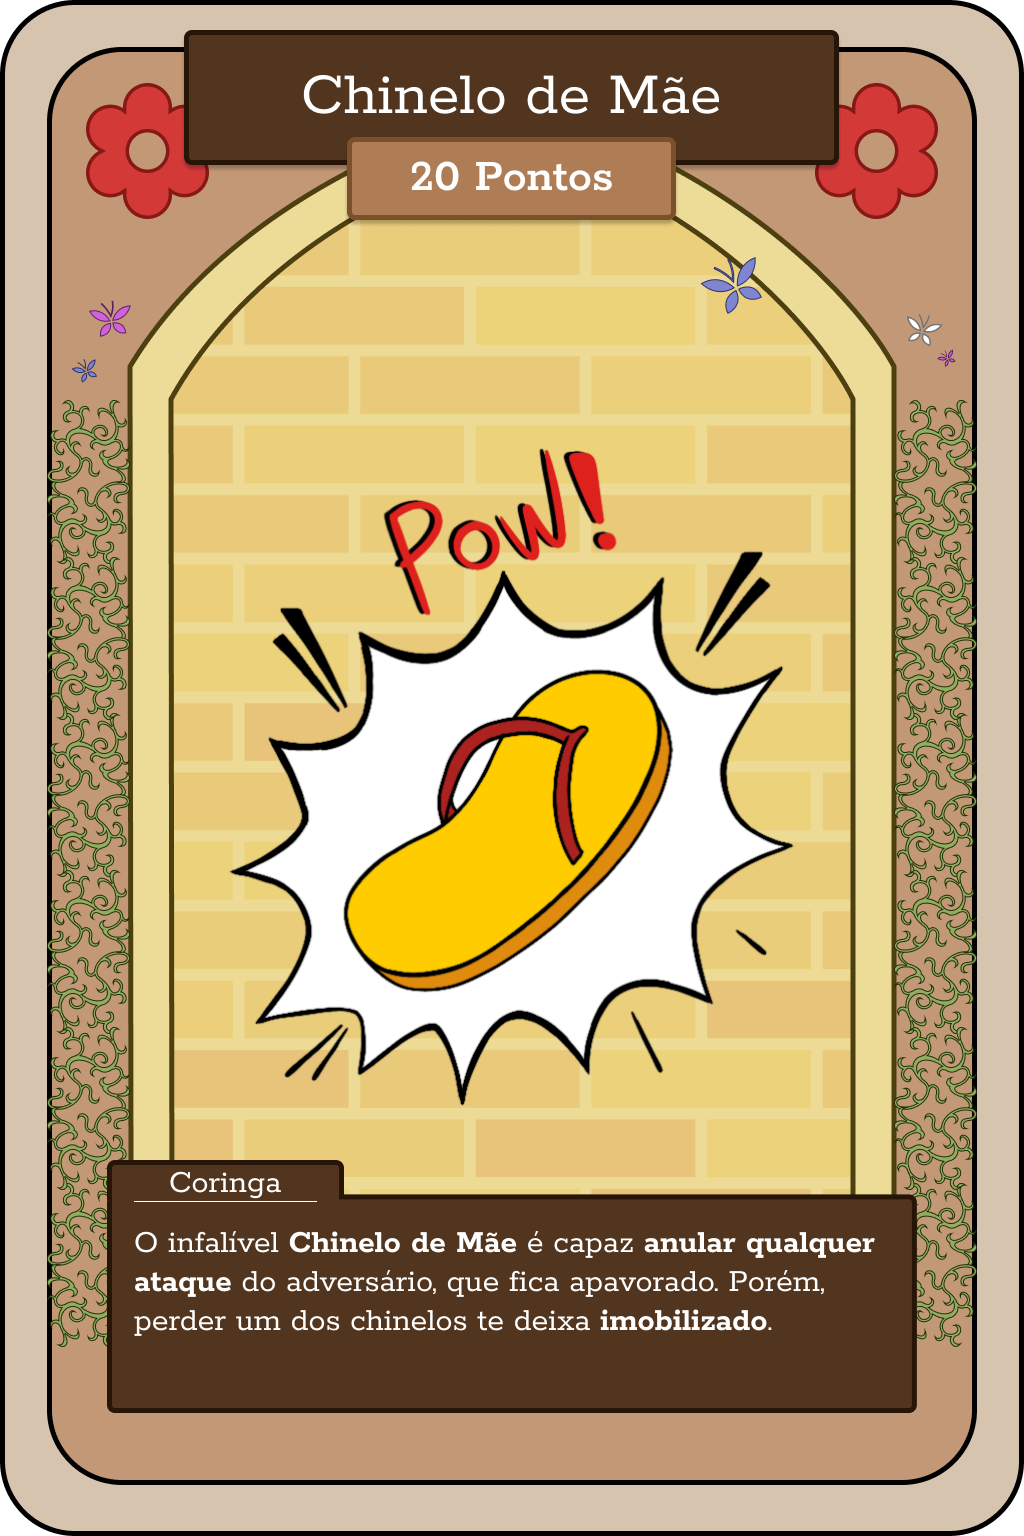 Chinelo de Mãe
20 Pontos
Pow!
Coringa
O infalível Chinelo de Mãe é capaz anular qualquer
ataque do adversário, que fica apavorado. Porém,
perder um dos chinelos te deixa imobilizado.